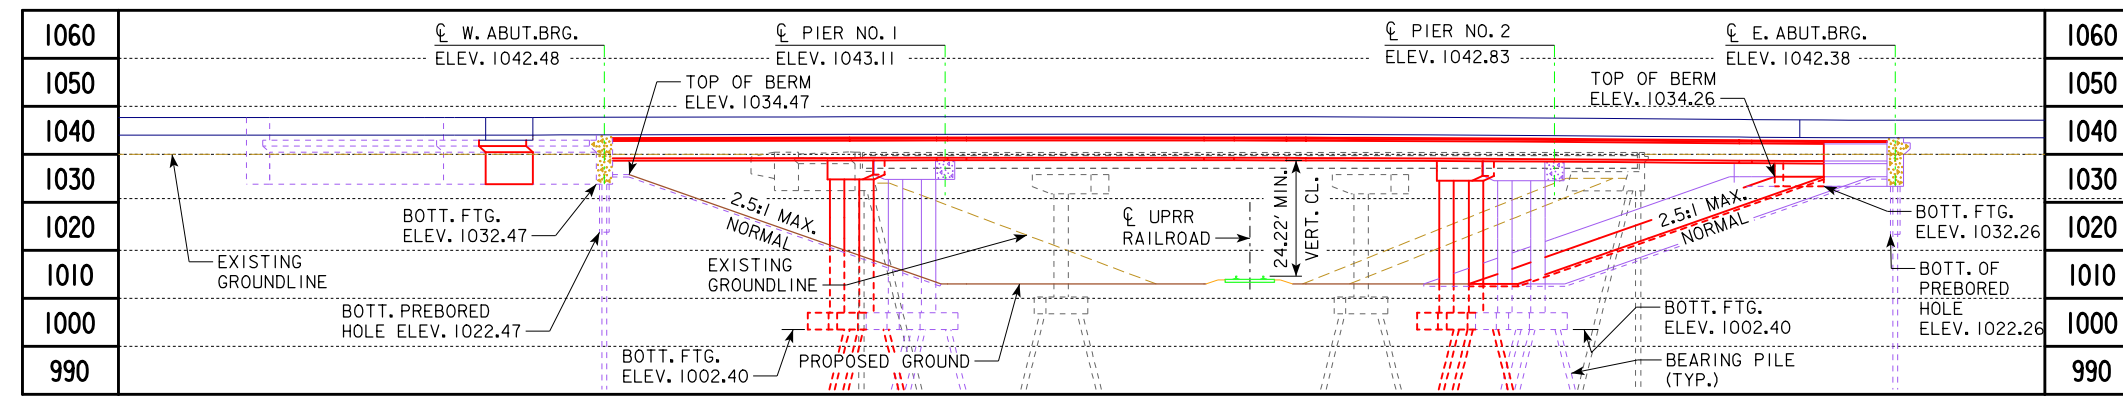 1060
1050
1040
1030
1020
1010
1000
990
℄ W. ABUT. BRG.
ELEV. 1042.48
℄ PIER NO. 1
ELEV. 1043.11
℄ PIER NO. 2
ELEV. 1042.83
℄ E. ABUT. BRG.
ELEV. 1042.38
TOP OF BERM
ELEV. 1034.47
TOP OF BERM
ELEV. 1034.26
2.5:1 MAX.
NORMAL
BOTT. FTG.
ELEV. 1032.47
EXISTING
GROUNDLINE
BOTT. PREBORED
HOLE ELEV. 1022.47
EXISTING
GROUNDLINE
℄ UPRR
RAILROAD
24.22' MIN.
VERT. CL.
2.5:1 MAX.
NORMAL
BOTT. FTG.
ELEV. 1032.26
BOTT. OF
PREBORED
HOLE
ELEV. 1022.26
BOTT. FTG.
ELEV. 1002.40
PROPOSED GROUND
BOTT. FTG.
ELEV. 1002.40
BEARING PILE
(TYP.)
1060
1050
1040
1030
1020
1010
1000
990